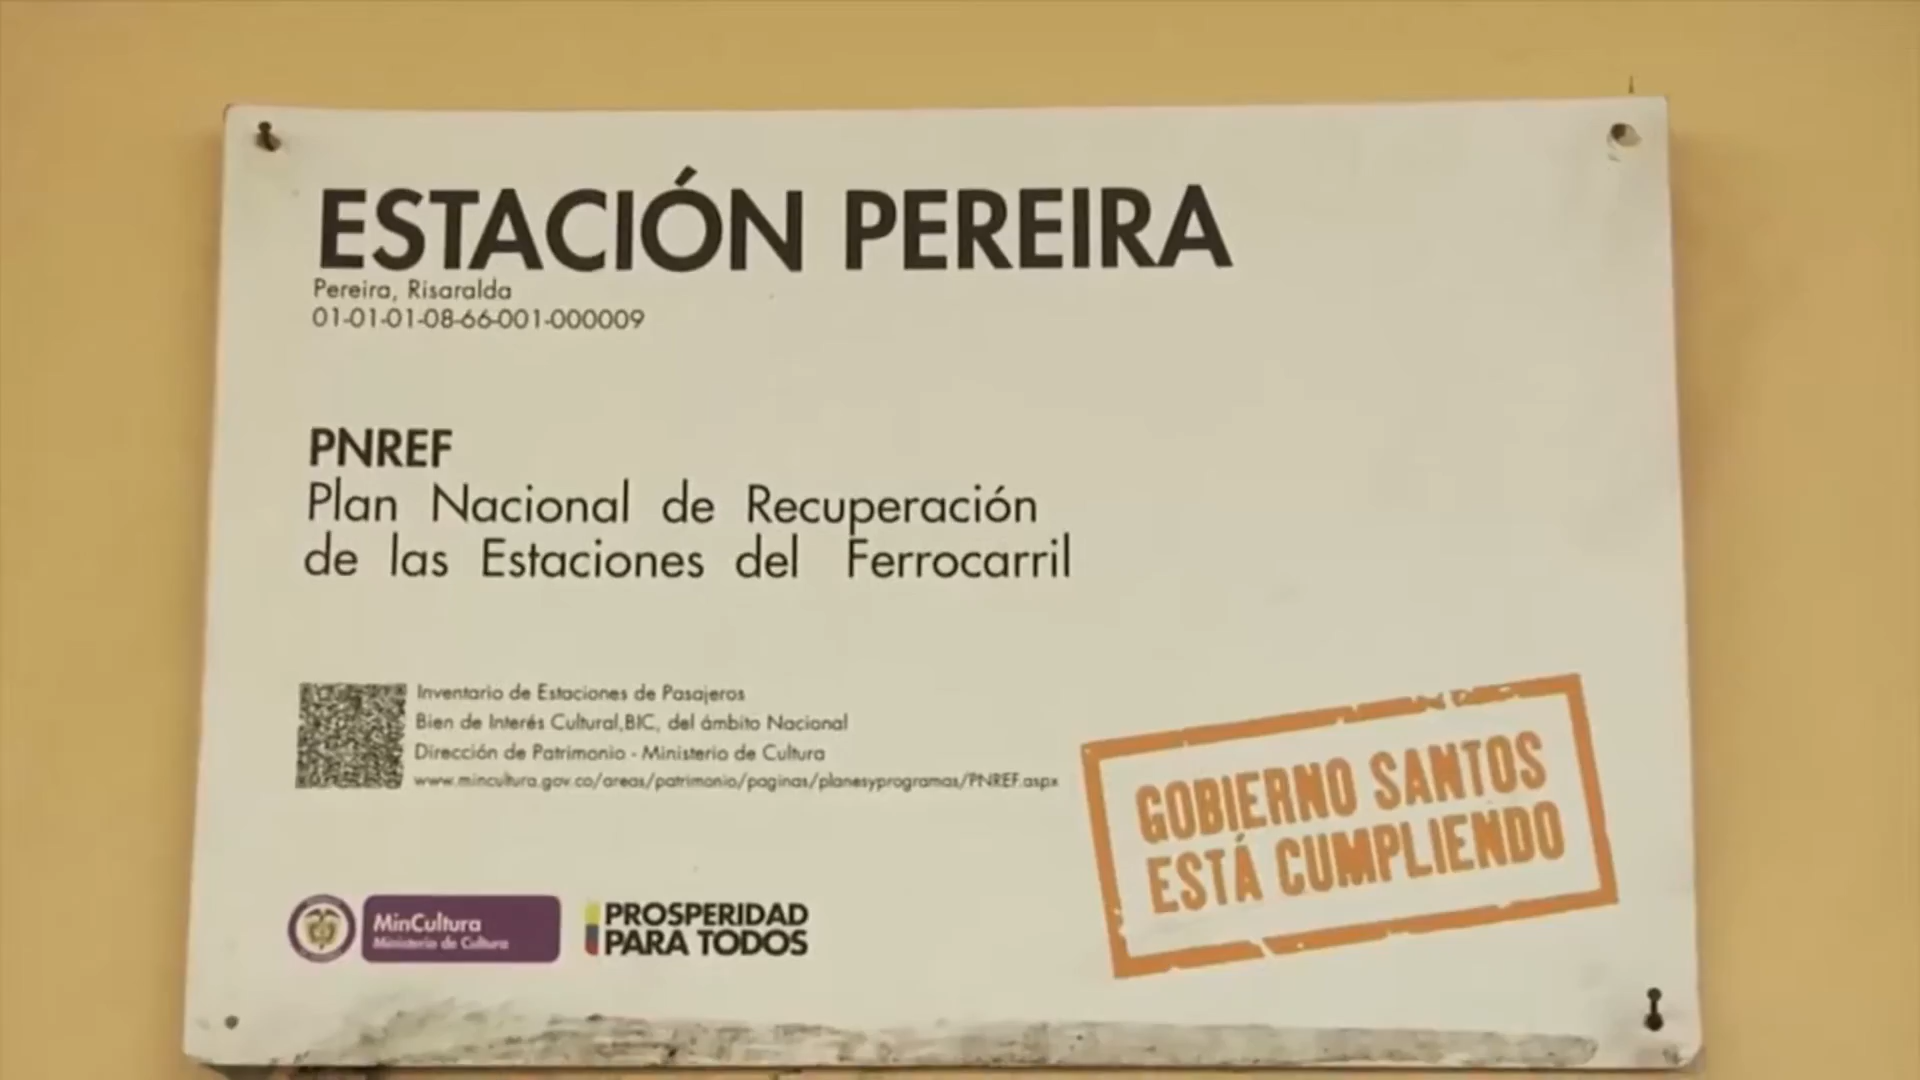 ESTACIÓN PEREIRA
Pereira, Risaralda
01-01-01-08-66-001-000009
PNREF
Plan Nacional de Recuperación
de las Estaciones del Ferrocarril
Inventario de Estaciones de Pasajeros
Bien de Interés Cultural,BIC, del ámbito Nacional
Dirección de Patrimonio - Ministerio de Cultura
www.mincultura.gov.co/areas/patrimonio/paginas/planesyprogramas/PNREF.aspx
GOBIERNO SANTOS
ESTÁ CUMPLIENDO
MinCultura
Ministerio de Cultura
PROSPERIDAD
PARA TODOS